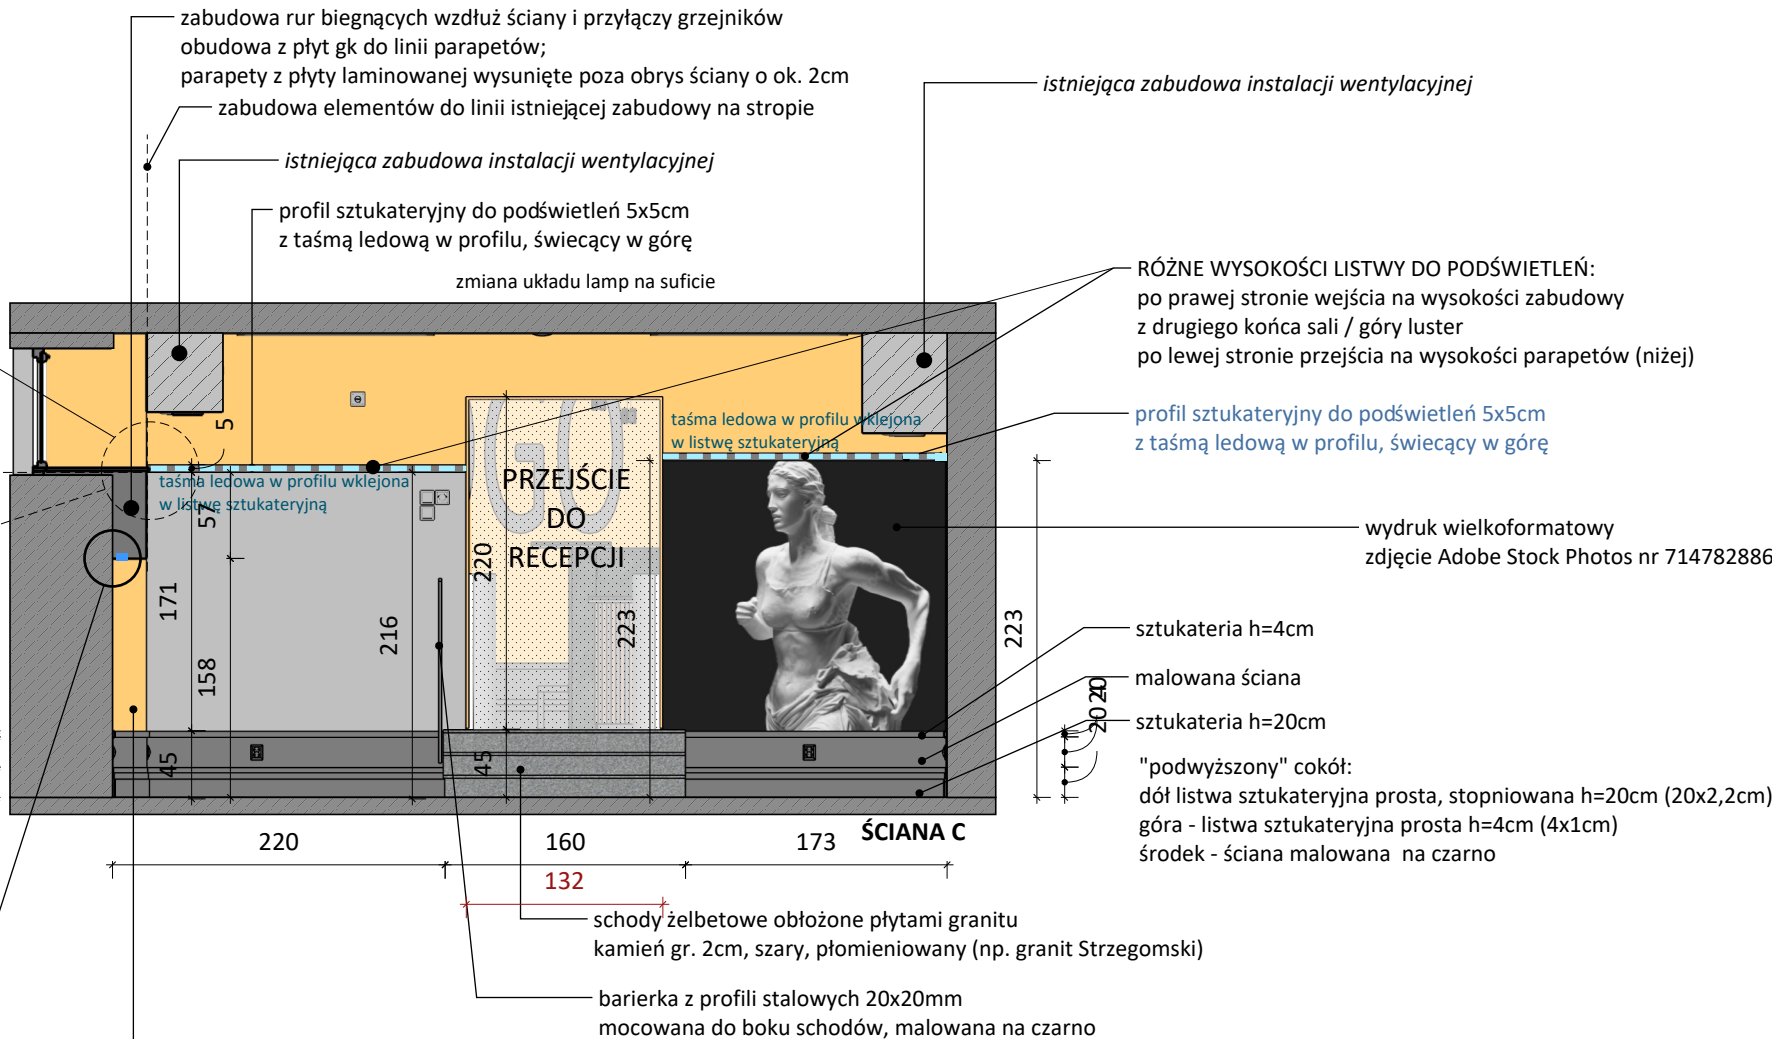 zabudowa rur biegnących wzdłuż ściany i przyłączy grzejników
obudowa z płyt gk do linii parapetów;
parapety z płyty laminowanej wysunięte poza obrys ściany o ok. 2cm
zabudowa elementów do linii istniejącej zabudowy na stropie
istniejąca zabudowa instalacji wentylacyjnej
istniejąca zabudowa instalacji wentylacyjnej
profil sztukateryjny do podświetleń 5x5cm
z taśmą ledową w profilu, świecący w górę
zmiana układu lamp na suficie
RÓŻNE WYSOKOŚCI LISTWY DO PODŚWIETLEŃ:
po prawej stronie wejścia na wysokości zabudowy
z drugiego końca sali / góry luster
po lewej stronie przejścia na wysokości parapetów (niżej)
profil sztukateryjny do podświetleń 5x5cm
z taśmą ledową w profilu, świecący w górę
taśma ledowa w profilu wklejona
w listwę sztukateryjną
taśma ledowa w profilu wklejona
w listwę sztukateryjną
PRZEJŚCIE
DO
RECEPCJI
5
57
171
158
45
216
220
45
223
223
20
4
wydruk wielkoformatowy
zdjęcie Adobe Stock Photos nr 714782886
sztukateria h=4cm
malowana ściana
sztukateria h=20cm
"podwyższony" cokół:
dół listwa sztukateryjna prosta, stopniowana h=20cm (20x2,2cm)
góra - listwa sztukateryjna prosta h=4cm (4x1cm)
środek - ściana malowana  na czarno
ŚCIANA C
220
160
173
132
schody żelbetowe obłożone płytami granitu
kamień gr. 2cm, szary, płomieniowany (np. granit Strzegomski)
barierka z profili stalowych 20x20mm
mocowana do boku schodów, malowana na czarno